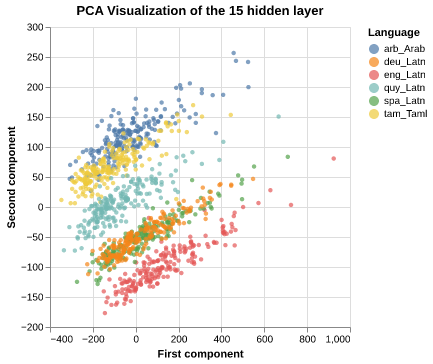 PCA Visualization of the 15 hidden layer
Language
arb_Arab
deu_Latn
eng_Latn
quy_Latn
spa_Latn
tam_Taml
300
250
200
150
100
50
0
−50
−100
−150
−200
Second component
−400 −200 0 200 400 600 800 1,000
First component